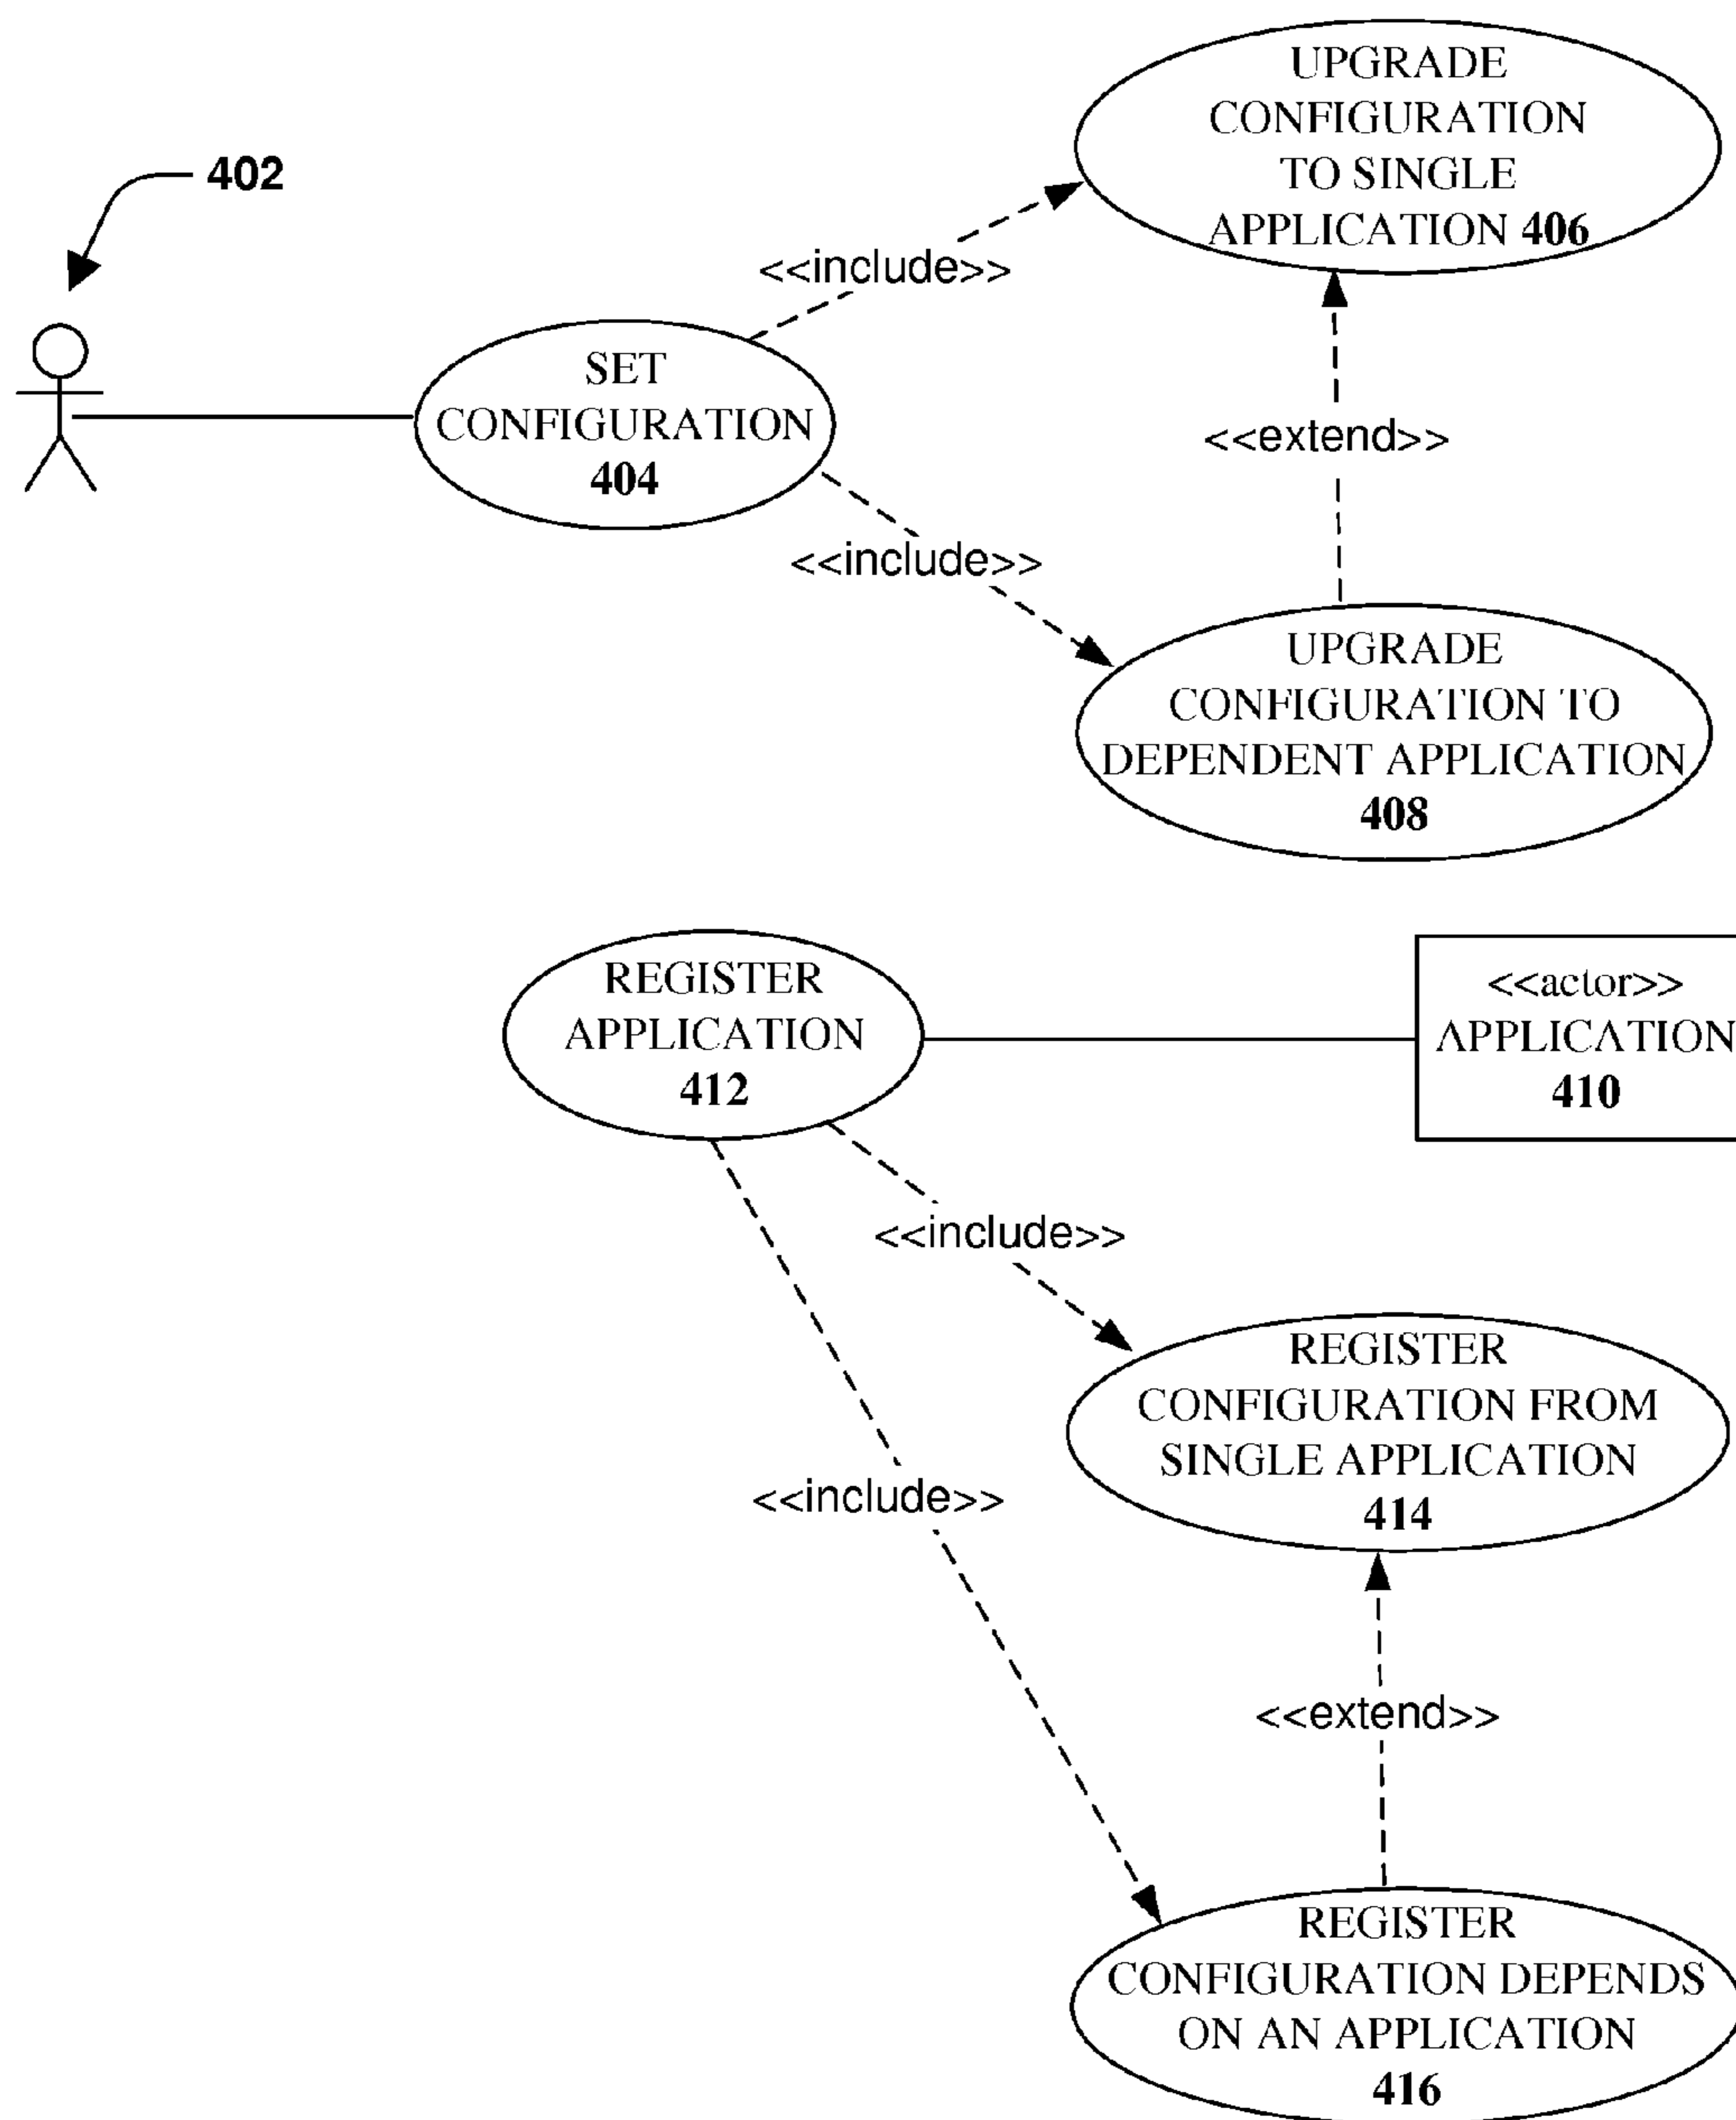 UPGRADE
CONFIGURATION
TO SINGLE
APPLICATION 406
402
<<include>>
SET
CONFIGURATION
404
<<extend>>
<<include>>
UPGRADE
CONFIGURATION TO
DEPENDENT APPLICATION
408
REGISTER
APPLICATION
412
<<actor>>
APPLICATION
410
<<include>>
REGISTER
CONFIGURATION FROM
SINGLE APPLICATION
414
<<include>>
<<extend>>
REGISTER
CONFIGURATION DEPENDS
ON AN APPLICATION
416